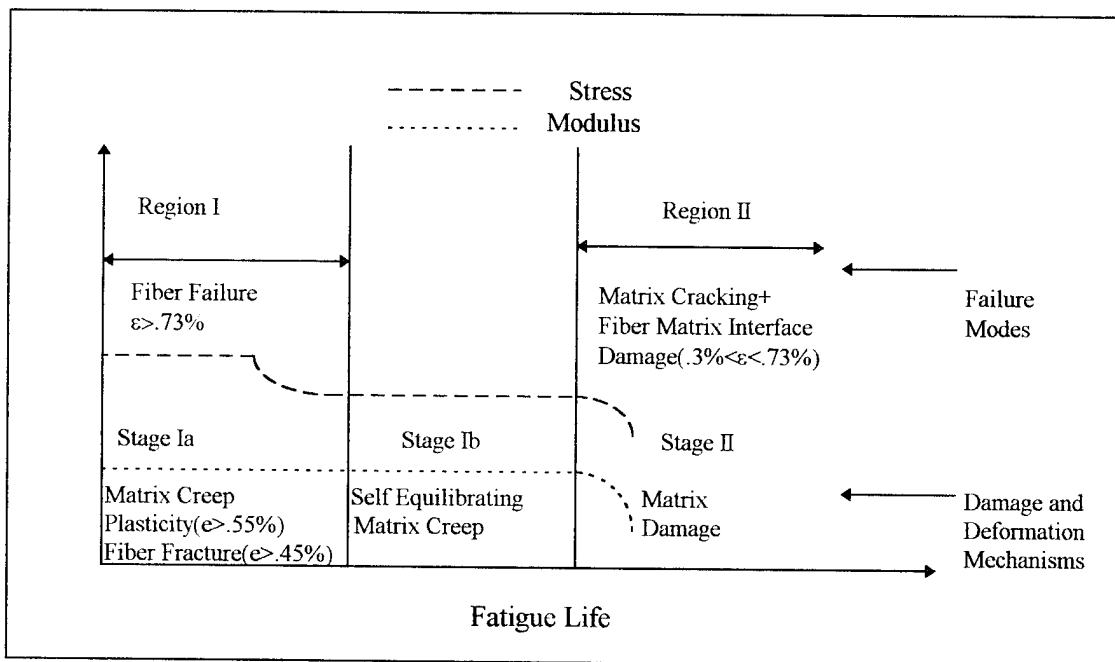 Stress
Modulus
Region I
Region II
Fiber Failure
ε>.73%
Matrix Cracking+
Fiber Matrix Interface
Damage(.3%<ε<.73%)
Failure
Modes
Stage Ia
Stage Ib
Stage II
Matrix Creep
Plasticity(e>.55%)
Fiber Fracture(e>.45%)
Self Equilibrating
Matrix Creep
Matrix
Damage
Damage and
Deformation
Mechanisms
Fatigue Life